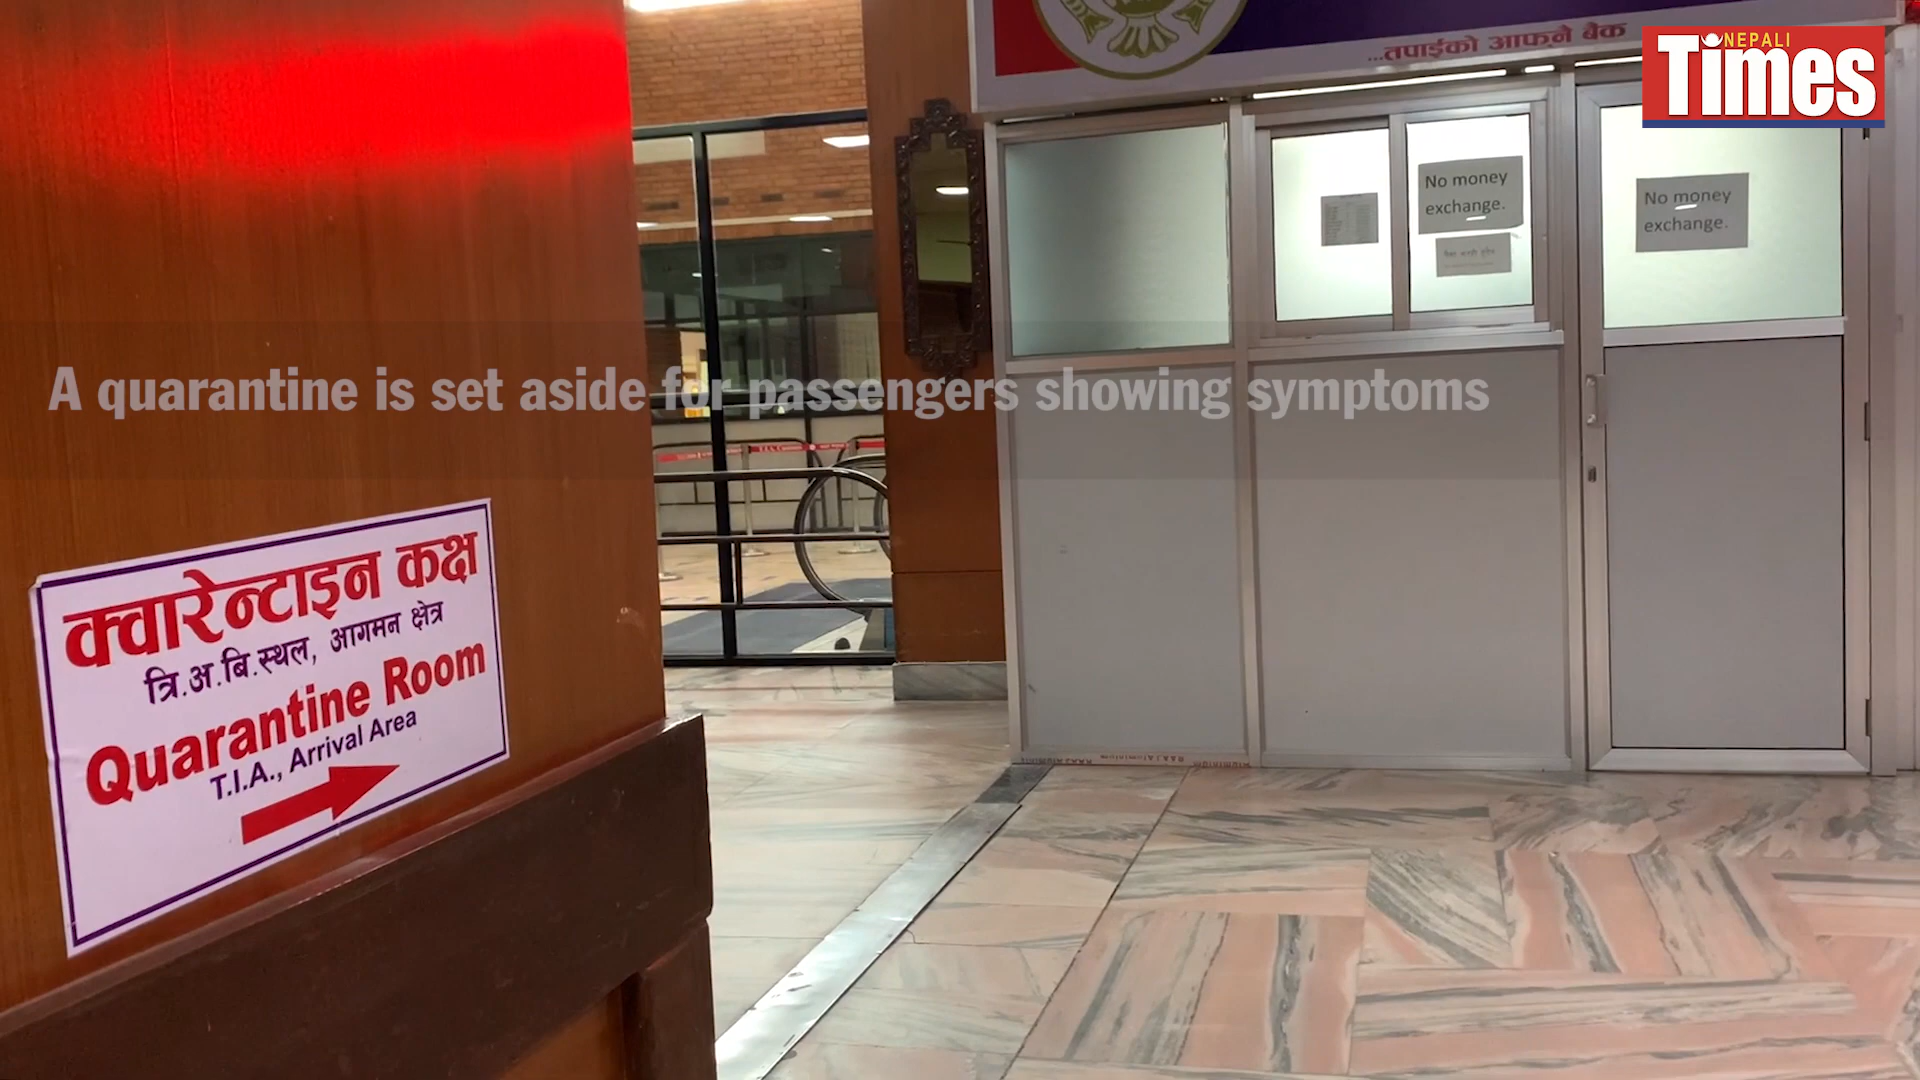 ...तपाईको आफ्नै बैंक
NEPALI
Times
No money
exchange.
No money
exchange.
A quarantine is set aside for passengers showing symptoms
क्वारेन्टाइन कक्ष
त्रि.अ.बि.स्थल, आगमन क्षेत्र
Quarantine Room
T.I.A., Arrival Area